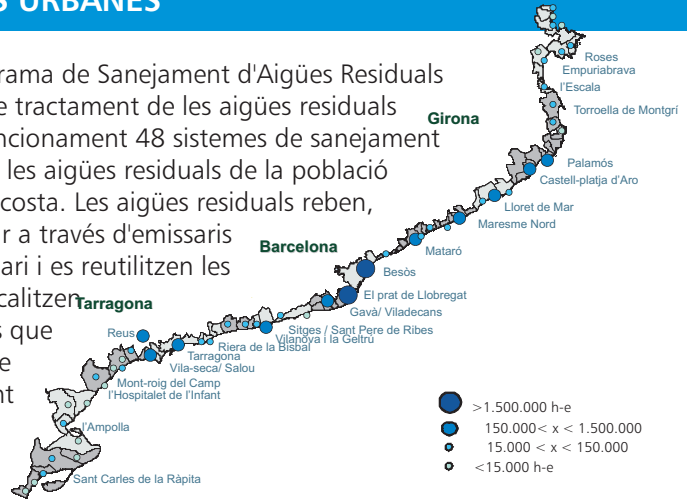 S URBANES
rama de Sanejament d'Aigües Residuals
e tractament de les aigües residuals
ncionament 48 sistemes de sanejament
les aigües residuals de la població
costa. Les aigües residuals reben,
r a través d'emissaris
ari i es reutilitzen les
calitzen
s que
e
nt
Girona
Barcelona
Tarragona
Roses
Empuriabrava
l'Escala
Torroella de Montgrí
Palamós
Castell-platja d'Aro
Lloret de Mar
Maresme Nord
Mataró
Besòs
El prat de Llobregat
Gavà/ Viladecans
Sitges / Sant Pere de Ribes
Vilanova i la Geltrú
Riera de la Bisbal
Reus
Tarragona
Vila-seca/ Salou
Mont-roig del Camp
l'Hospitalet de l'Infant
l'Ampolla
Sant Carles de la Ràpita
>1.500.000 h-e
150.000< x < 1.500.000
15.000 < x < 150.000
<15.000 h-e